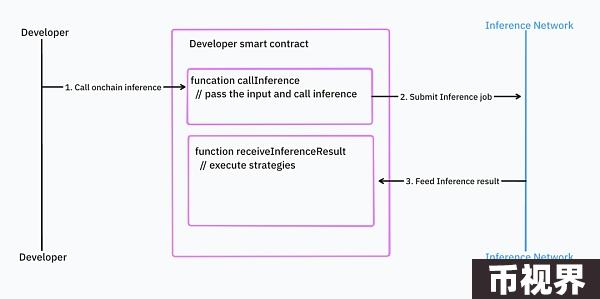 Developer
Inference Network
Developer smart contract
funcation callInference
// pass the input and call inference
1. Call onchain inference
2. Submit Inference job
function receiveInferenceResult
// execute strategies
3. Feed Inference result
Developer
Inference Network
币视界